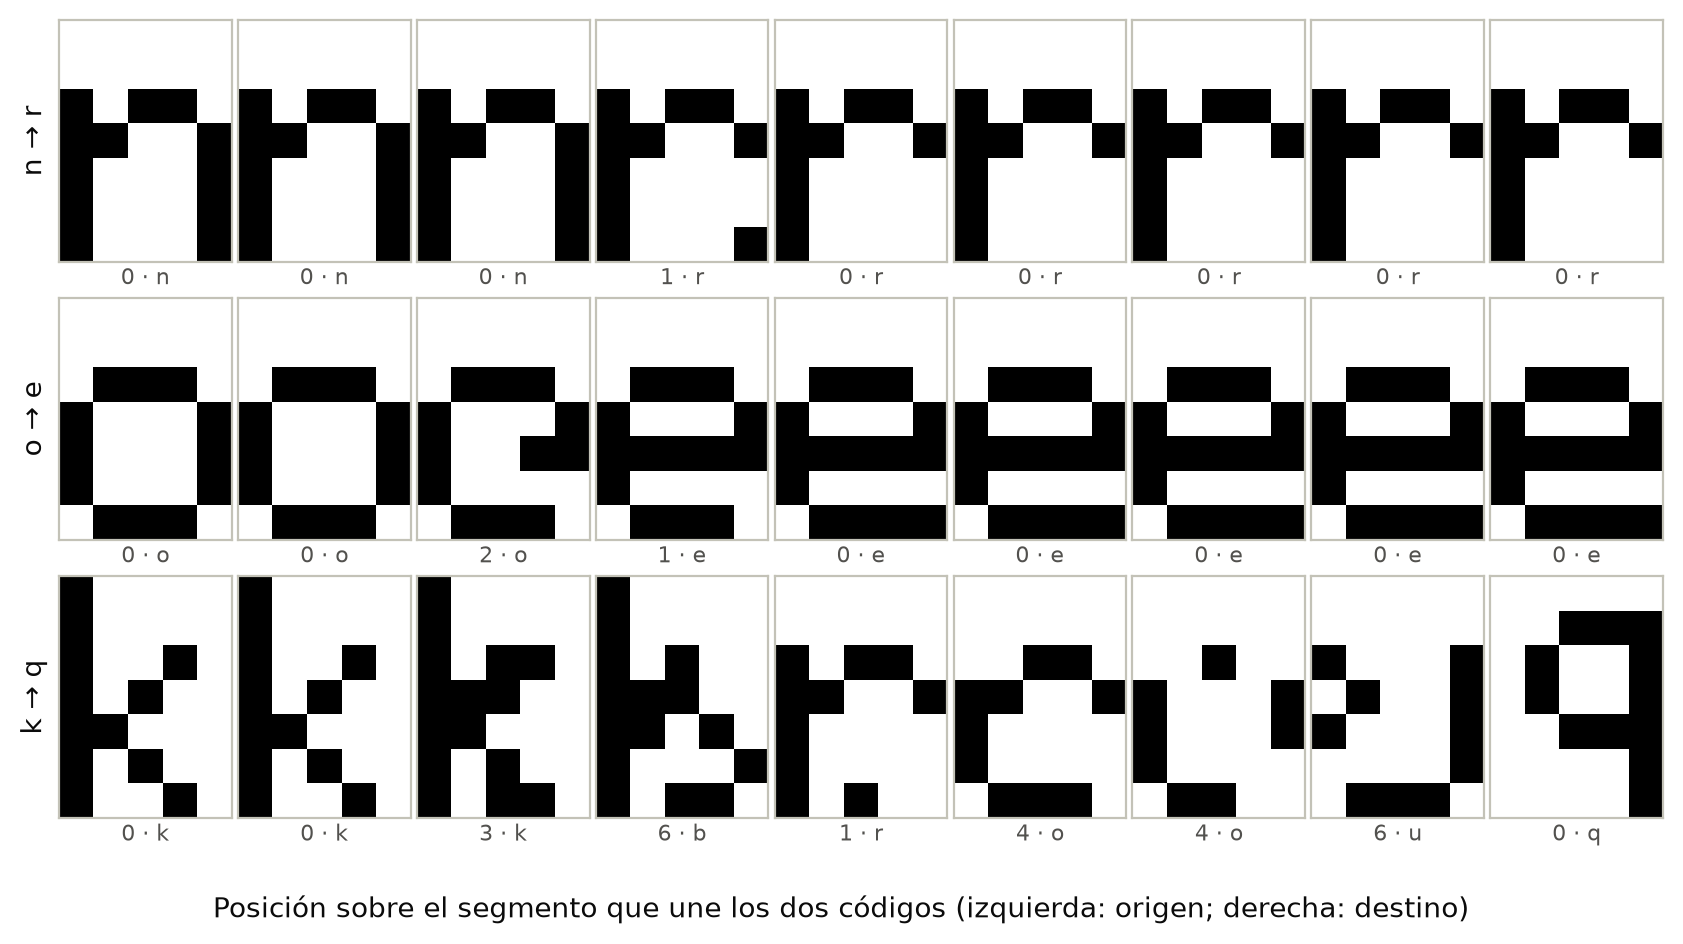 n → r
0 · n 0 · n 0 · n 1 · r 0 · r 0 · r 0 · r 0 · r 0 · r
o → e
0 · o 0 · o 2 · o 1 · e 0 · e 0 · e 0 · e 0 · e 0 · e
k → q
0 · k 0 · k 3 · k 6 · b 1 · r 4 · o 4 · o 6 · u 0 · q
Posición sobre el segmento que une los dos códigos (izquierda: origen; derecha: destino)